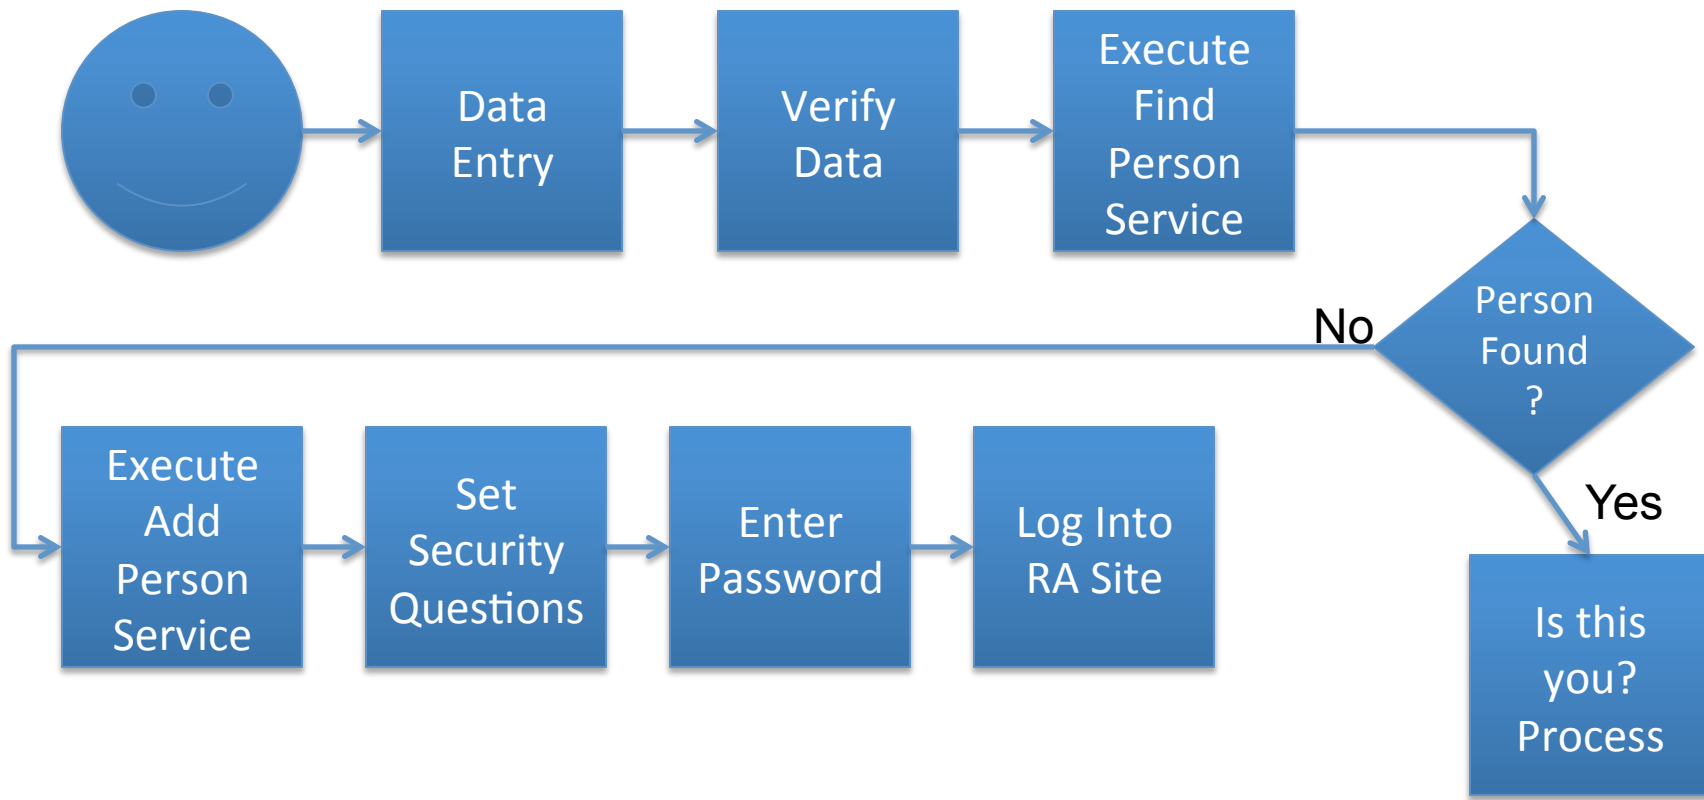 Data
Entry
Verify
Data
Execute
Find
Person
Service
Person
Found
?
No
Yes
Execute
Add
Person
Service
Set
Security
Questions
Enter
Password
Log Into
RA Site
Is this
you?
Process